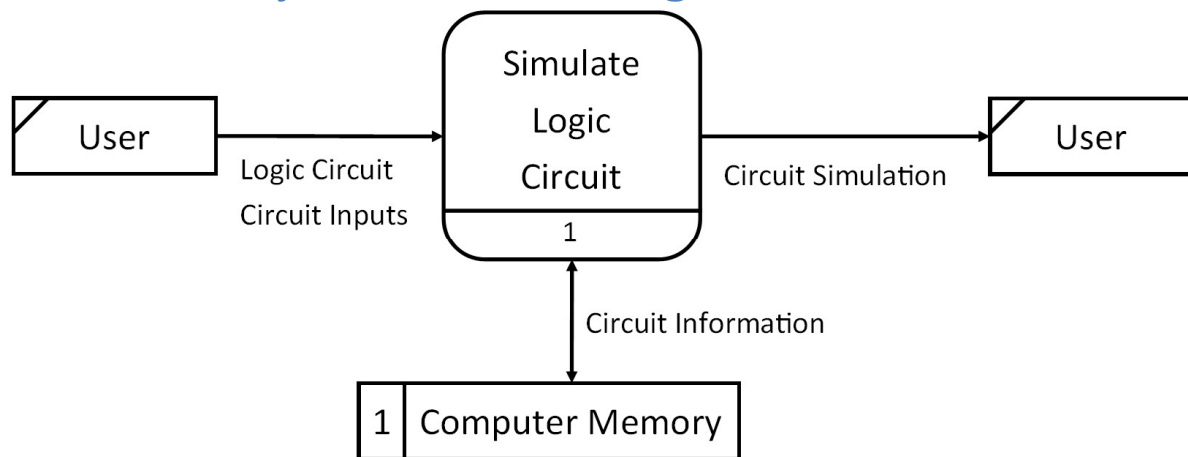 Simulate
Logic
Circuit
1
User
Logic Circuit
Circuit Inputs
Circuit Simulation
User
Circuit Information
1 Computer Memory